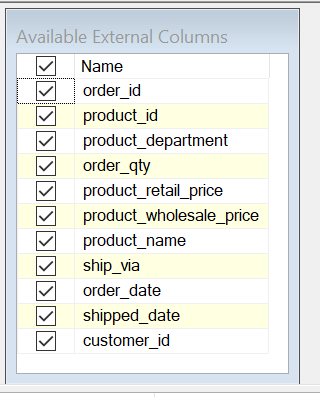 Available External Columns
Name
order_id
product_id
product_department
order_qty
product_retail_price
product_wholesale_price
product_name
ship_via
order_date
shipped_date
customer_id